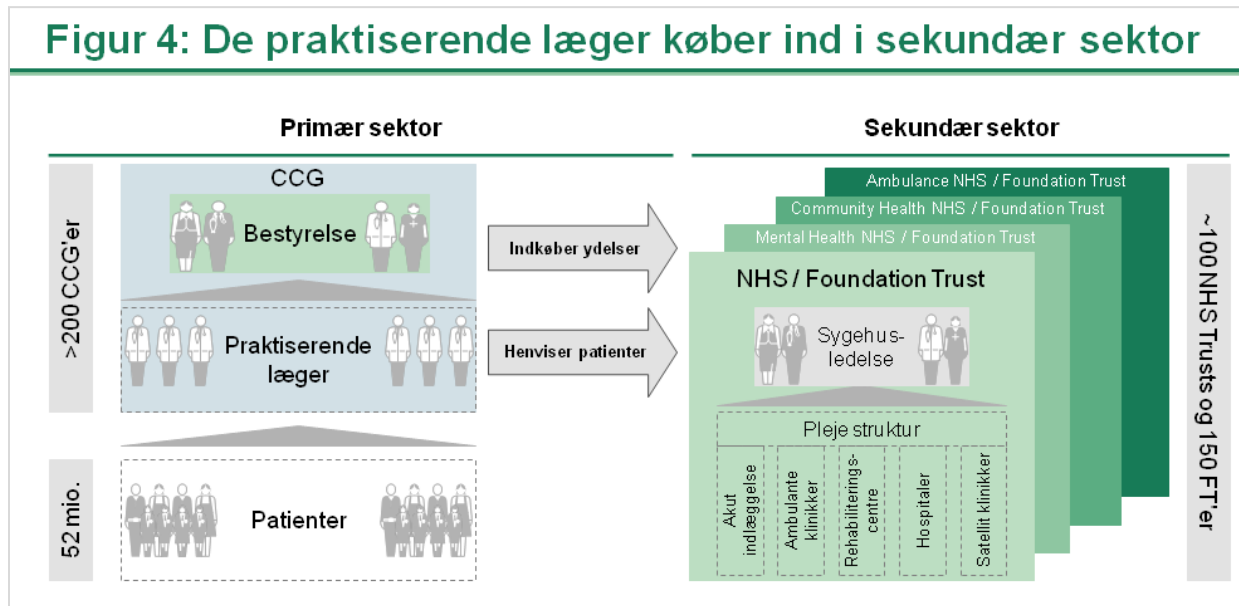 Figur 4: De praktiserende læger køber ind i sekundær sektor
Primær sektor
>200 CCG'er
CCG
Bestyrelse
Praktiserende
læger
52 mio.
Patienter
Indkøber ydelser
Henviser patienter
Sekundær sektor
Ambulance NHS / Foundation Trust
Community Health NHS / Foundation Trust
Mental Health NHS / Foundation Trust
NHS / Foundation Trust
Sygehus-
ledelse
Pleje struktur
Akut
indlæggelse
Ambulante
klinikker
Rehabiliterings-
centre
Hospitaler
Satellit klinikker
~100 NHS Trusts og 150 FT'er